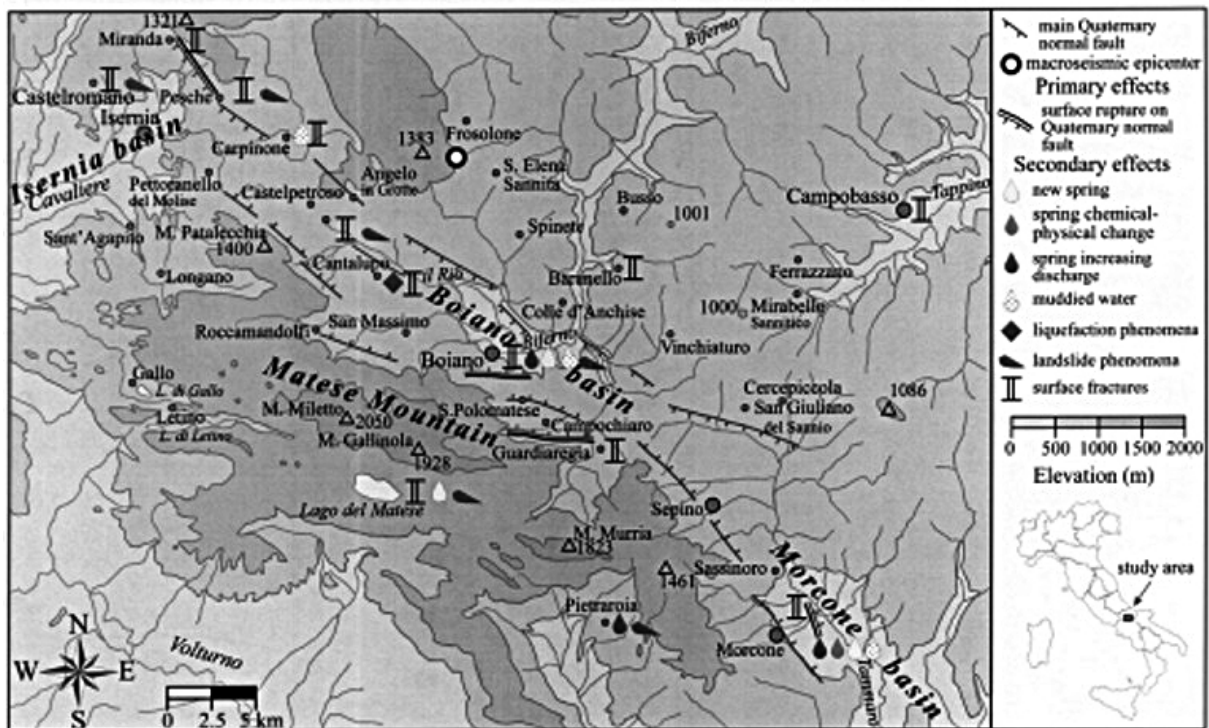 1321
Miranda
Castelromano
Pesche
Isernia
Isernia basin
Carpinone
1383
Frosolone
Cavaliere
Pettoranello
del Molise
Castelpetroso
Angelo
in Grotte
S. Elena
Sannita
Sant'Agapito
M. Patalecchia
1400
Longano
Cantalupo
il Rio
Spinete
Busso
1001
Campobasso
Tappino
Biferno
Baranello
Ferrazzano
Colle d'Anchise
1000
Mirabello
Sannitico
Roccamandolfi
San Massimo
Boiano
Biferno
Boiano basin
Vinchiaturo
Gallo
L. di Gallo
Letino
L. di Letino
Matese Mountain
M. Miletto
2050
M. Gallinola
1928
S.Polomatese
Campochiaro
Guardiaregia
Cercepiccola
San Giuliano
del Sannio
1086
Lago del Matese
Sepino
M. Murria
1823
1461
Sassinoro
Pietraroia
Morcone
Morcone basin
Tammaro
Volturno
N
W E
S
0 2.5 5 km
main Quaternary
normal fault
macroseismic epicenter
Primary effects
surface rupture on
Quaternary normal
fault
Secondary effects
new spring
spring chemical-
physical change
spring increasing
discharge
muddied water
liquefaction phenomena
landslide phenomena
surface fractures
0 500 1000 1500 2000
Elevation (m)
study area